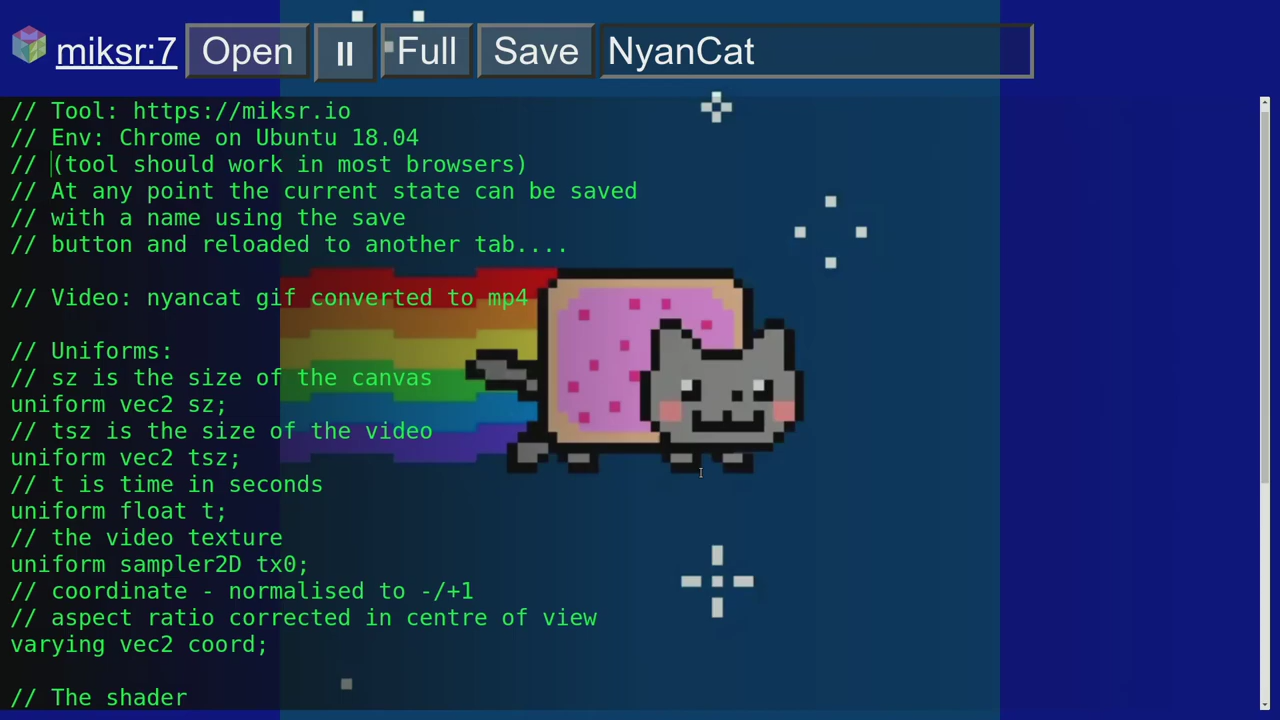 miksr:7 Open Full Save NyanCat
// Tool: https://miksr.io
// Env: Chrome on Ubuntu 18.04
// (tool should work in most browsers)
// At any point the current state can be saved
// with a name using the save
// button and reloaded to another tab....
// Video: nyancat gif converted to mp4
// Uniforms:
// sz is the size of the canvas
uniform vec2 sz;
// tsz is the size of the video
uniform vec2 tsz;
// t is time in seconds
uniform float t;
// the video texture
uniform sampler2D tx0;
// coordinate - normalised to -/+1
// aspect ratio corrected in centre of view
varying vec2 coord;
// The shader